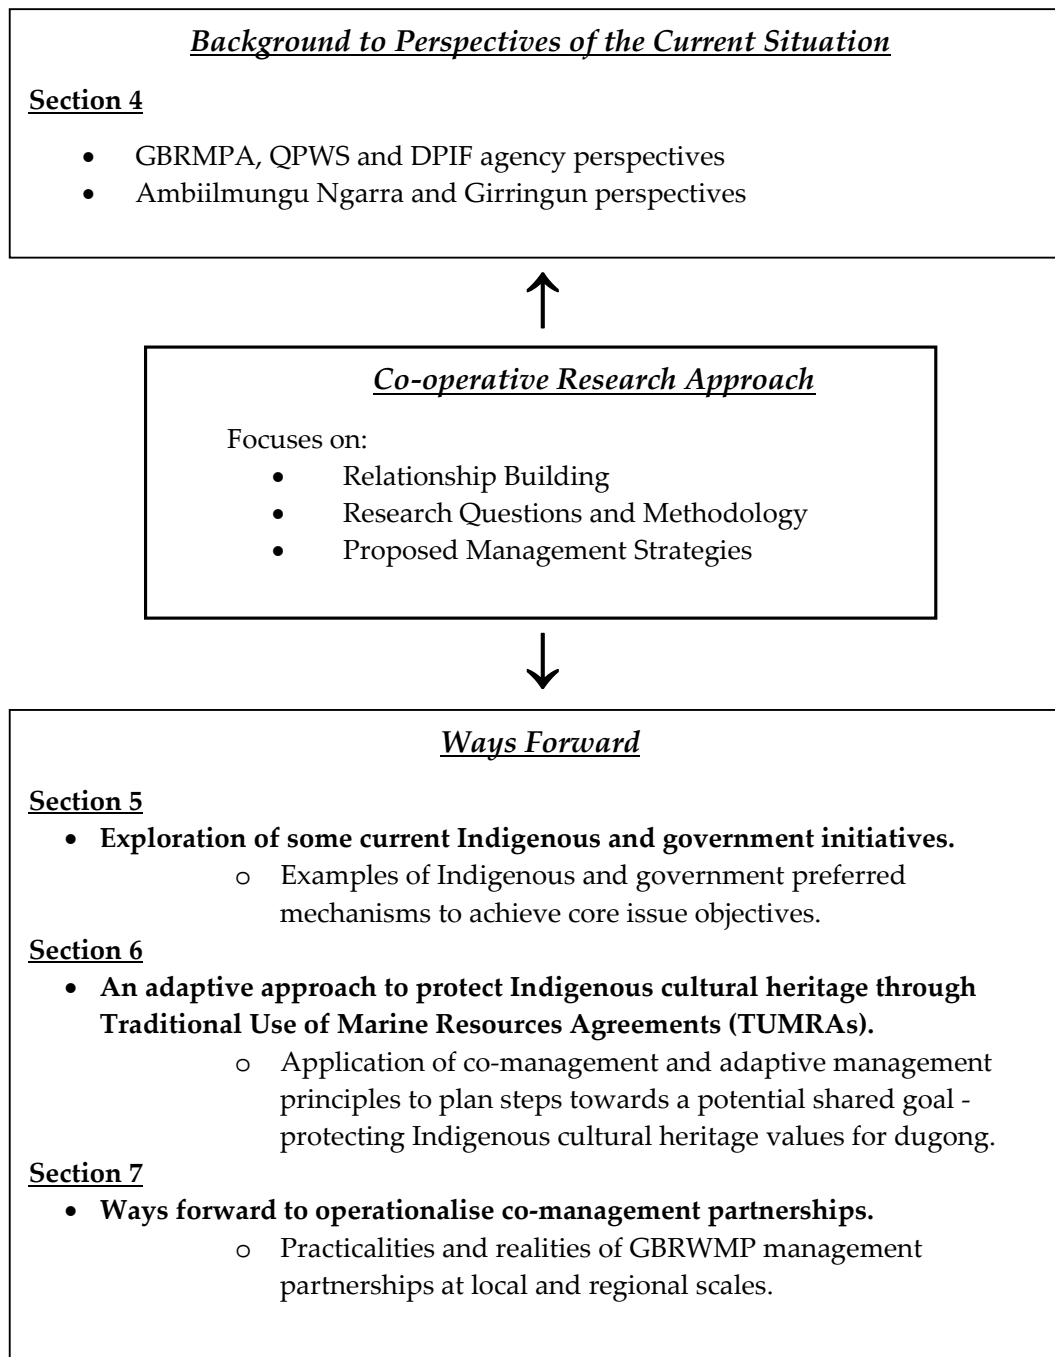 Background to Perspectives of the Current Situation
Section 4
• GBRMPA, QPWS and DPIF agency perspectives
• Ambiilmungu Ngarra and Girringun perspectives
Co-operative Research Approach
Focuses on:
• Relationship Building
• Research Questions and Methodology
• Proposed Management Strategies
Ways Forward
Section 5
• Exploration of some current Indigenous and government initiatives.
o Examples of Indigenous and government preferred
mechanisms to achieve core issue objectives.
Section 6
• An adaptive approach to protect Indigenous cultural heritage through
Traditional Use of Marine Resources Agreements (TUMRAs).
o Application of co-management and adaptive management
principles to plan steps towards a potential shared goal -
protecting Indigenous cultural heritage values for dugong.
Section 7
• Ways forward to operationalise co-management partnerships.
o Practicalities and realities of GBRWMP management
partnerships at local and regional scales.